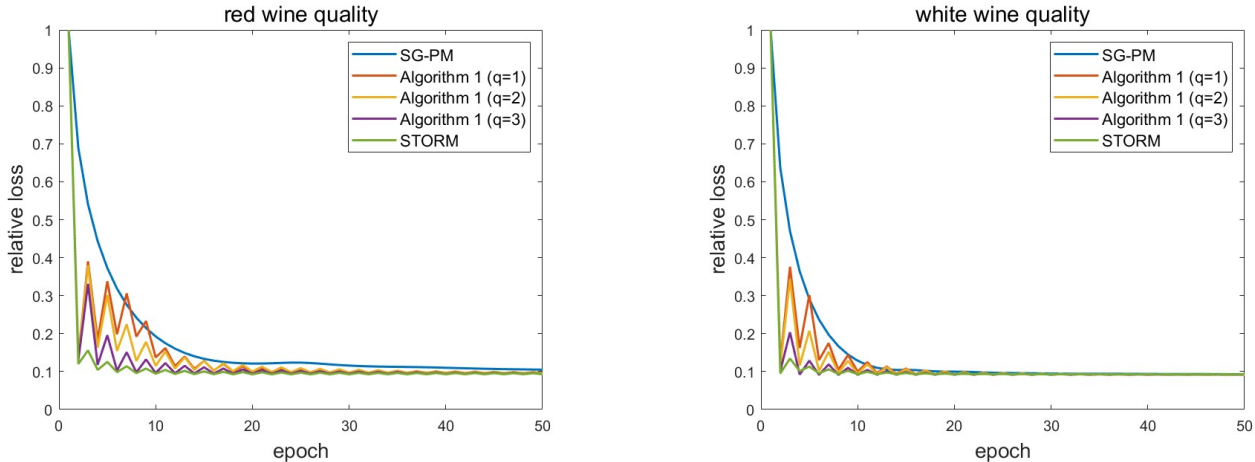 red wine quality
1
0.9
0.8
0.7
0.6
0.5
0.4
0.3
0.2
0.1
0
relative loss
SG-PM
Algorithm 1 (q=1)
Algorithm 1 (q=2)
Algorithm 1 (q=3)
STORM
0 10 20 30 40 50
epoch
white wine quality
1
0.9
0.8
0.7
0.6
0.5
0.4
0.3
0.2
0.1
0
relative loss
SG-PM
Algorithm 1 (q=1)
Algorithm 1 (q=2)
Algorithm 1 (q=3)
STORM
0 10 20 30 40 50
epoch